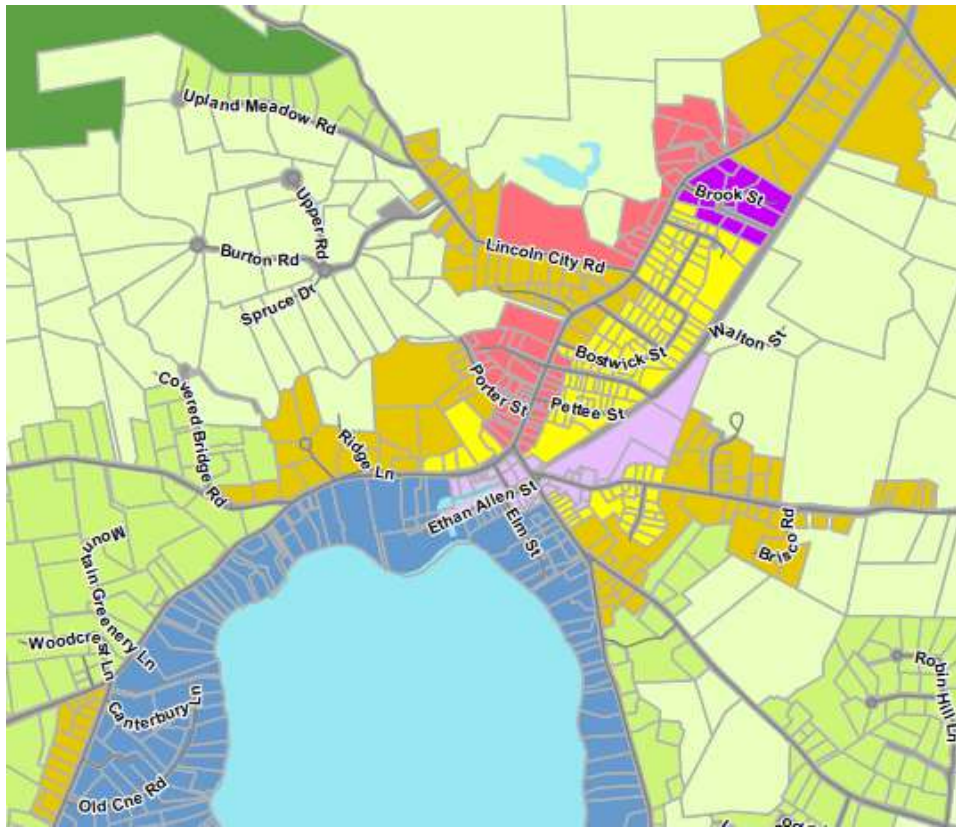 Upland Meadow Rd
Brook St
Upper Rd
Burton Rd
Lincoln City Rd
Spruce Dr
Walton St
Bostwick St
Covered Bridge Rd
Porter St
Pettee St
Ridge Ln
Ethan Allen St
Elm St
Brisco Rd
Mountain Greenery Ln
Woodcrest Ln
Robin Hill Ln
Canterbury Ln
Old Cne Rd